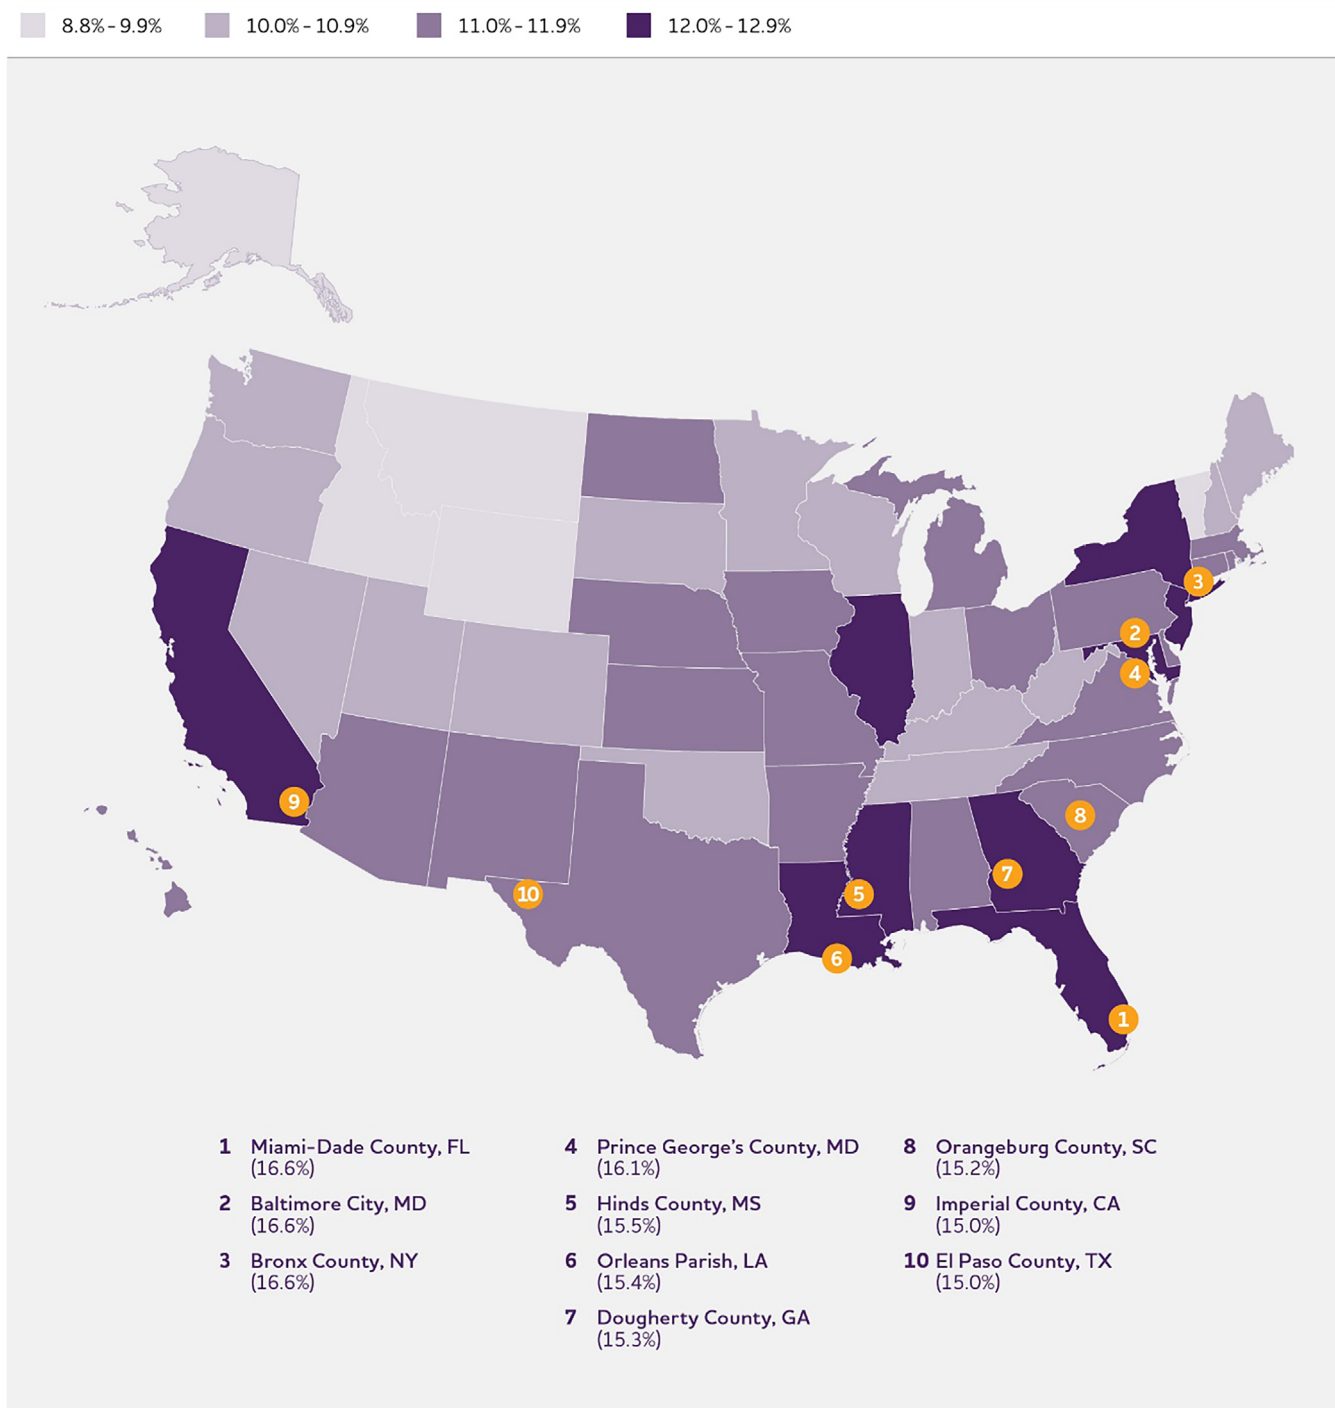 8.8%–9.9%
10.0%–10.9%
11.0%–11.9%
12.0%–12.9%
3
2
4
9
8
7
10
5
6
1
1 Miami-Dade County, FL
(16.6%)
2 Baltimore City, MD
(16.6%)
3 Bronx County, NY
(16.6%)
4 Prince George’s County, MD
(16.1%)
5 Hinds County, MS
(15.5%)
6 Orleans Parish, LA
(15.4%)
7 Dougherty County, GA
(15.3%)
8 Orangeburg County, SC
(15.2%)
9 Imperial County, CA
(15.0%)
10 El Paso County, TX
(15.0%)